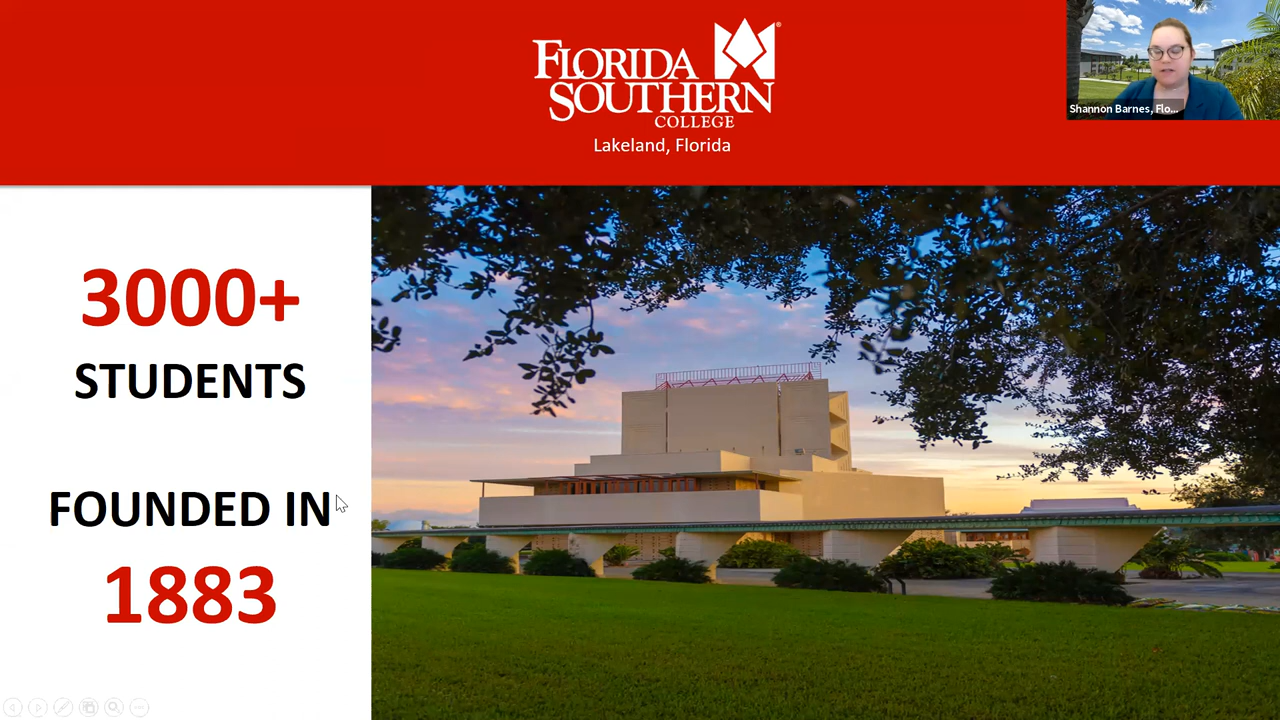 FLORIDA
SOUTHERN
COLLEGE
Lakeland, Florida
Shannon Barnes, Flo...
3000+
STUDENTS
FOUNDED IN
1883